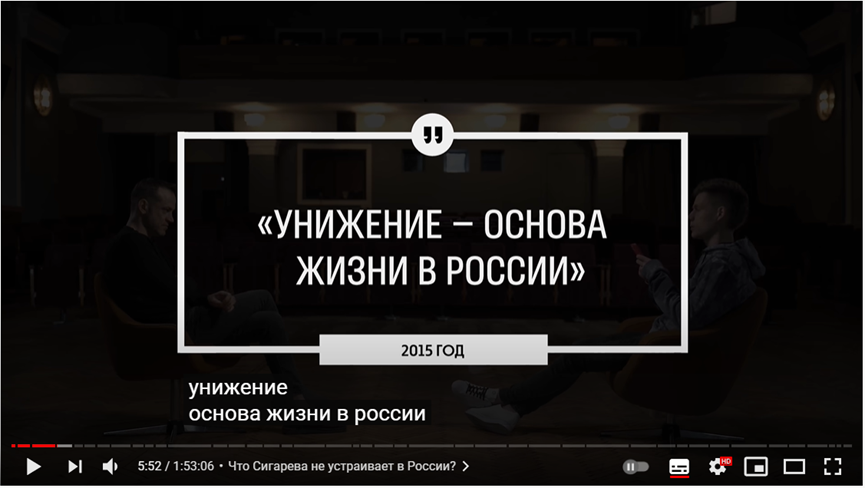 «УНИЖЕНИЕ – ОСНОВА
ЖИЗНИ В РОССИИ»
2015 ГОД
унижение
основа жизни в россии
5:52 / 1:53:06 • Что Сигарева не устраивает в России?
HD